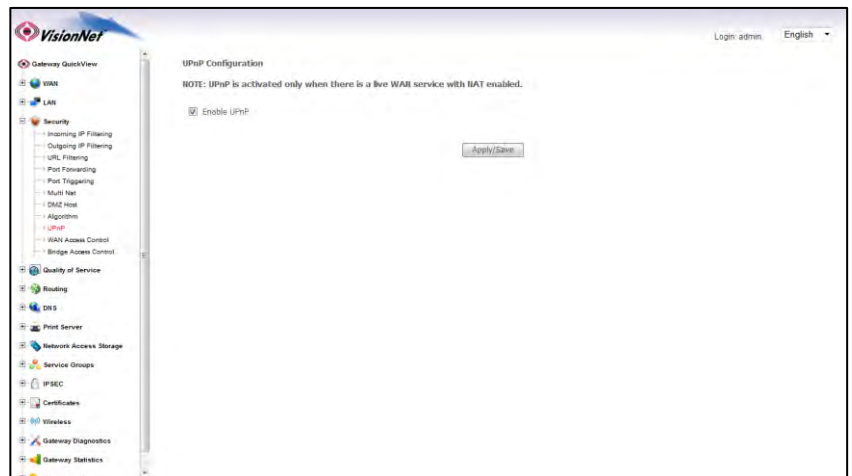 VisionNet
Login: admin
English
Gateway QuickView
WAN
LAN
Security
Incoming IP Filtering
Outgoing IP Filtering
URL Filtering
Port Forwarding
Port Triggering
Multi Net
DMZ Host
Algorithm
UPnP
WAN Access Control
Bridge Access Control
Quality of Service
Routing
DNS
Print Server
Network Access Storage
Service Groups
IPSEC
Certificates
Wireless
Gateway Diagnostics
Gateway Statistics
UPnP Configuration
NOTE: UPnP is activated only when there is a live WAN service with NAT enabled.
Enable UPnP
Apply/Save